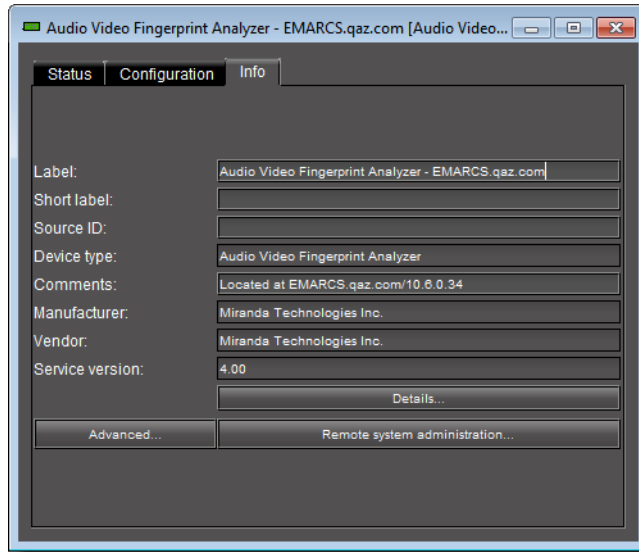 Audio Video Fingerprint Analyzer - EMARCS.qaz.com [Audio Video...
Status Configuration Info
Label: Audio Video Fingerprint Analyzer - EMARCS.qaz.com
Short label:
Source ID:
Device type: Audio Video Fingerprint Analyzer
Comments: Located at EMARCS.qaz.com/10.6.0.34
Manufacturer: Miranda Technologies Inc.
Vendor: Miranda Technologies Inc.
Service version: 4.00
Details...
Advanced... Remote system administration...